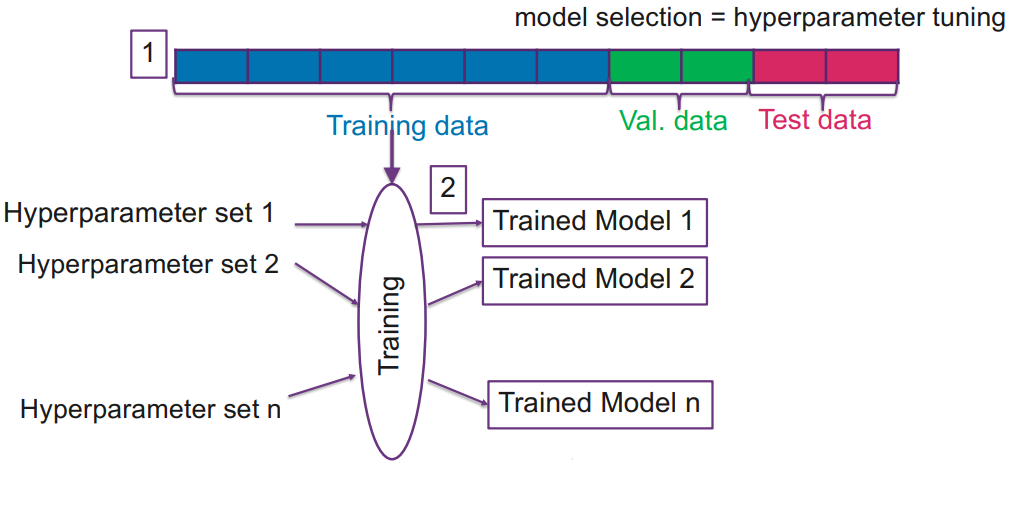 model selection = hyperparameter tuning
1
Training data
Val. data
Test data
2
Hyperparameter set 1
Trained Model 1
Hyperparameter set 2
Trained Model 2
Training
Hyperparameter set n
Trained Model n